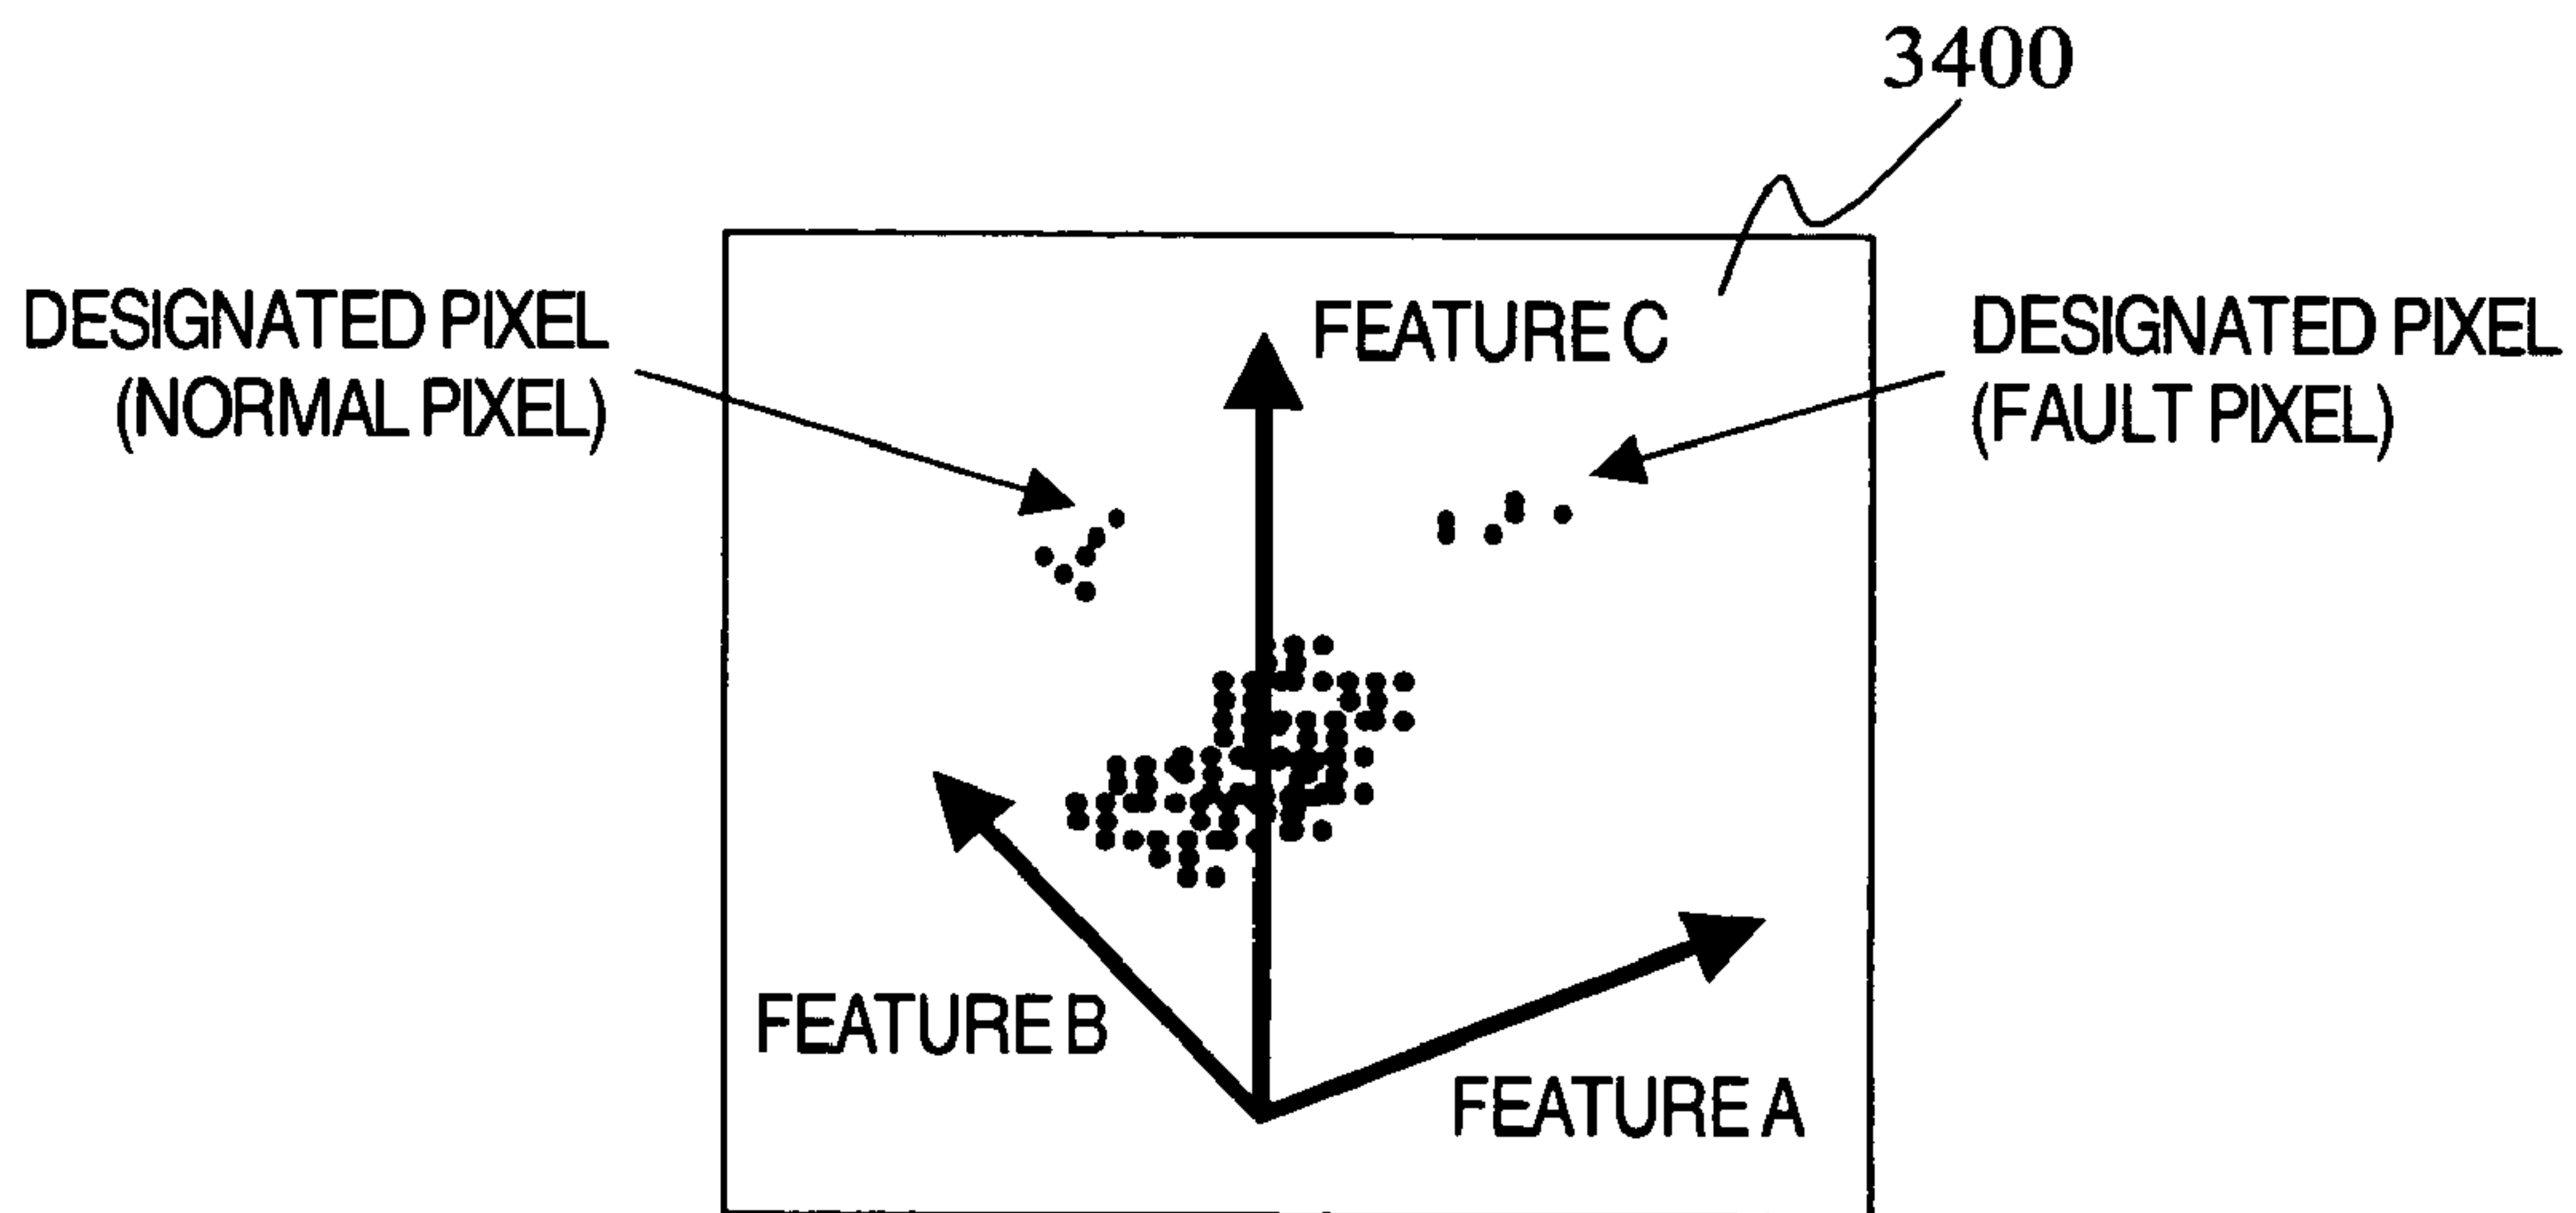 3400
DESIGNATED PIXEL
(NORMAL PIXEL)
FEATURE C
DESIGNATED PIXEL
(FAULT PIXEL)
FEATURE B
FEATURE A